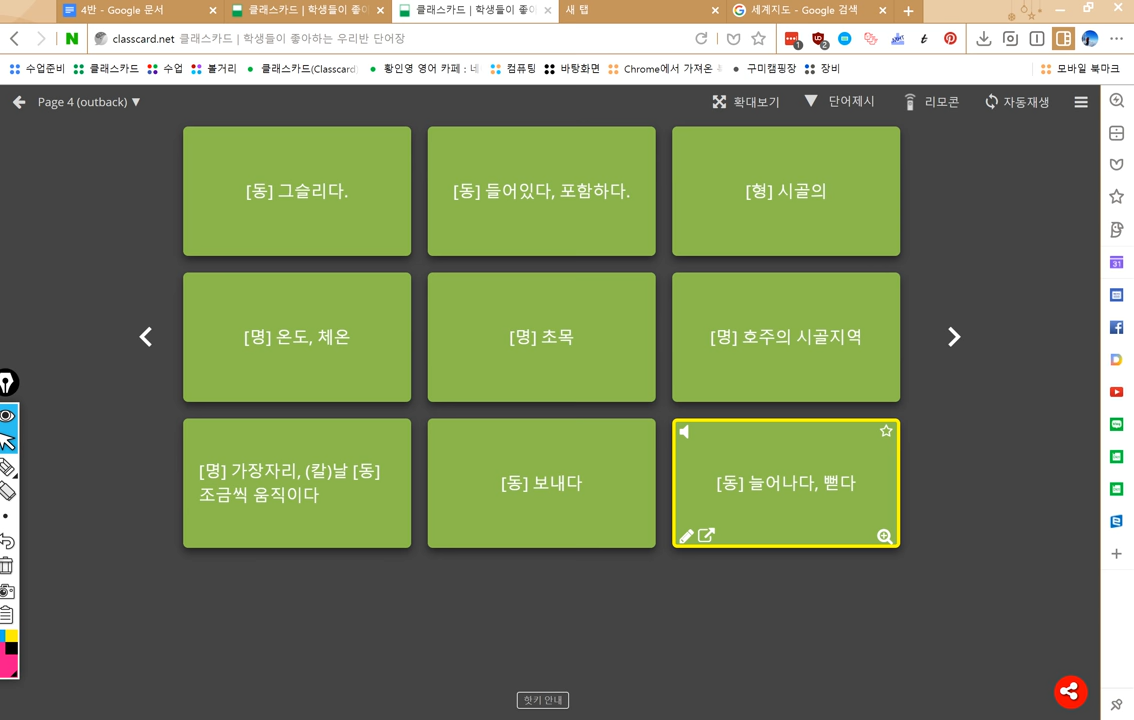 4반 - Google 문서
클래스카드 | 학생들이 좋아
클래스카드 | 학생들이 좋아
새 탭
세계지도 - Google 검색
N
classcard.net 클래스카드 | 학생들이 좋아하는 우리반 단어장
수업준비
클래스카드
수업
볼거리
클래스카드(Classcard
황인영 영어 카페 ; 네
컴퓨팅
바탕화면
Chrome에서 가져온
구미캠핑장
장비
모바일 북마크
Page 4 (outback) ▼
확대보기
단어제시
리모콘
자동재생
[동] 그슬리다.
[동] 들어있다, 포함하다.
[형] 시골의
[명] 온도, 체온
[명] 초목
[명] 호주의 시골지역
[명] 가장자리, (칼)날 [동]
조금씩 움직이다
[동] 보내다
[동] 늘어나다, 뻗다
핫키 안내
31